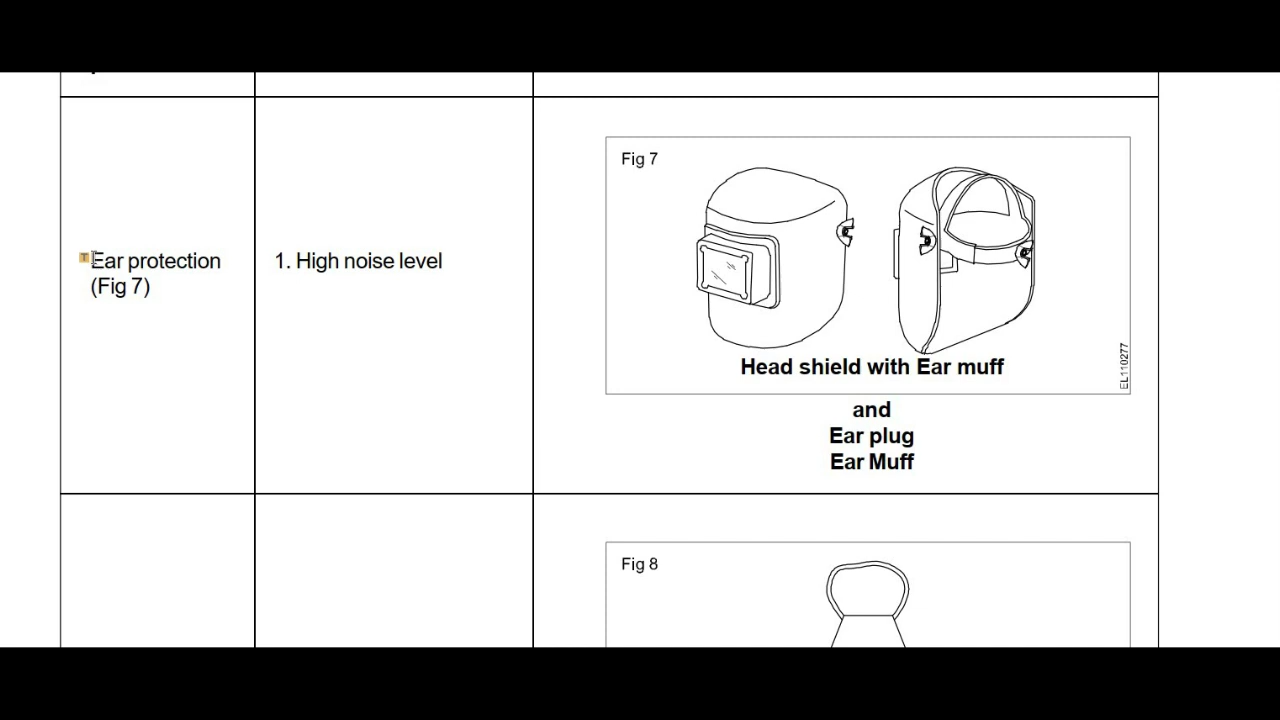 Ear protection
(Fig 7)
1. High noise level
Fig 7
Head shield with Ear muff
EL110277
and
Ear plug
Ear Muff
Fig 8